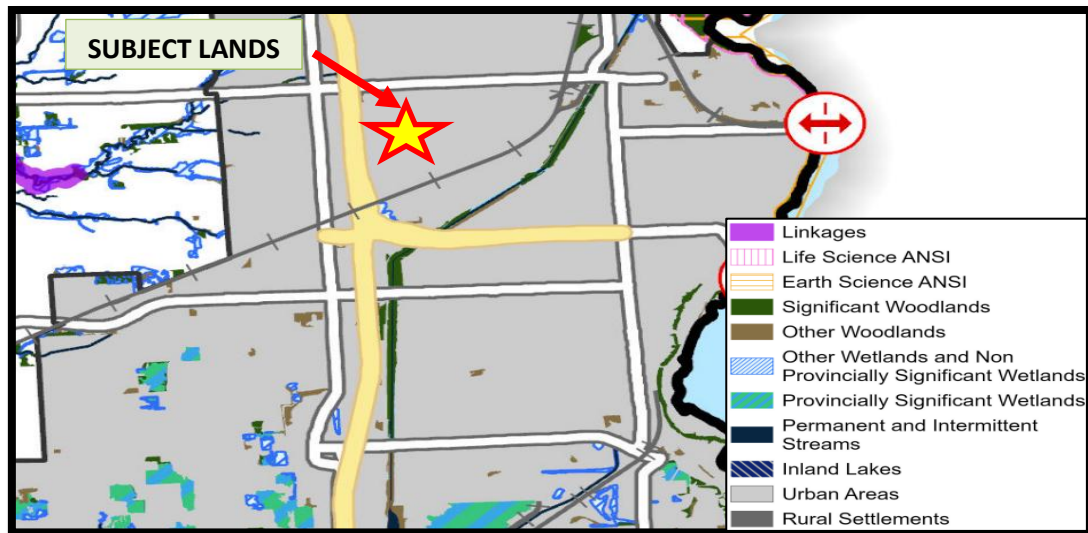 SUBJECT LANDS
Linkages
Life Science ANSI
Earth Science ANSI
Significant Woodlands
Other Woodlands
Other Wetlands and Non
Provincially Significant Wetlands
Provincially Significant Wetlands
Permanent and Intermittent
Streams
Inland Lakes
Urban Areas
Rural Settlements